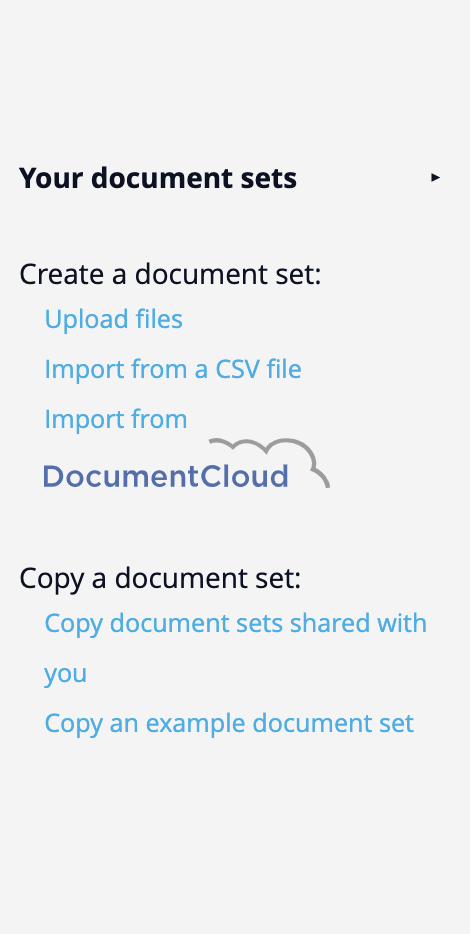 Your document sets
Create a document set:
Upload files
Import from a CSV file
Import from
DocumentCloud
Copy a document set:
Copy document sets shared with
you
Copy an example document set